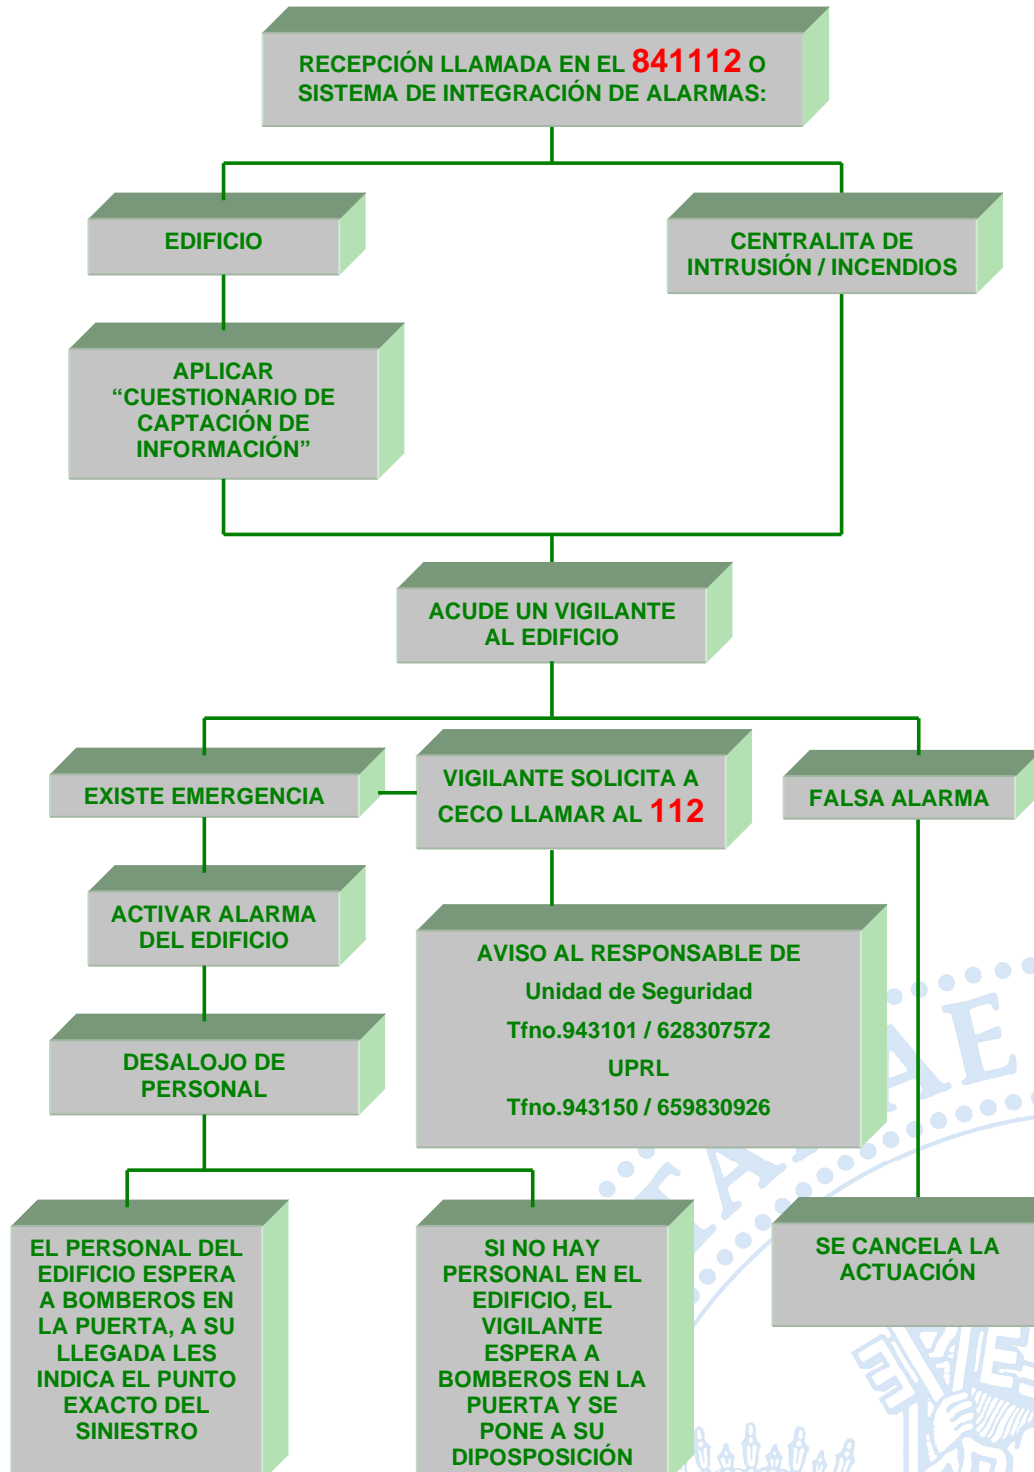 RECEPCIÓN LLAMADA EN EL 841112 O
SISTEMA DE INTEGRACIÓN DE ALARMAS:
EDIFICIO
CENTRALITA DE
INTRUSIÓN / INCENDIOS
APLICAR
“CUESTIONARIO DE
CAPTACIÓN DE
INFORMACIÓN”
ACUDE UN VIGILANTE
AL EDIFICIO
EXISTE EMERGENCIA
VIGILANTE SOLICITA A
CECO LLAMAR AL 112
FALSA ALARMA
ACTIVAR ALARMA
DEL EDIFICIO
AVISO AL RESPONSABLE DE
Unidad de Seguridad
Tfno.943101 / 628307572
UPRL
Tfno.943150 / 659830926
DESALOJO DE
PERSONAL
EL PERSONAL DEL
EDIFICIO ESPERA
A BOMBEROS EN
LA PUERTA, A SU
LLEGADA LES
INDICA EL PUNTO
EXACTO DEL
SINIESTRO
SI NO HAY
PERSONAL EN EL
EDIFICIO, EL
VIGILANTE
ESPERA A
BOMBEROS EN LA
PUERTA Y SE
PONE A SU
DIPOSPOSICIÓN
SE CANCELA LA
ACTUACIÓN